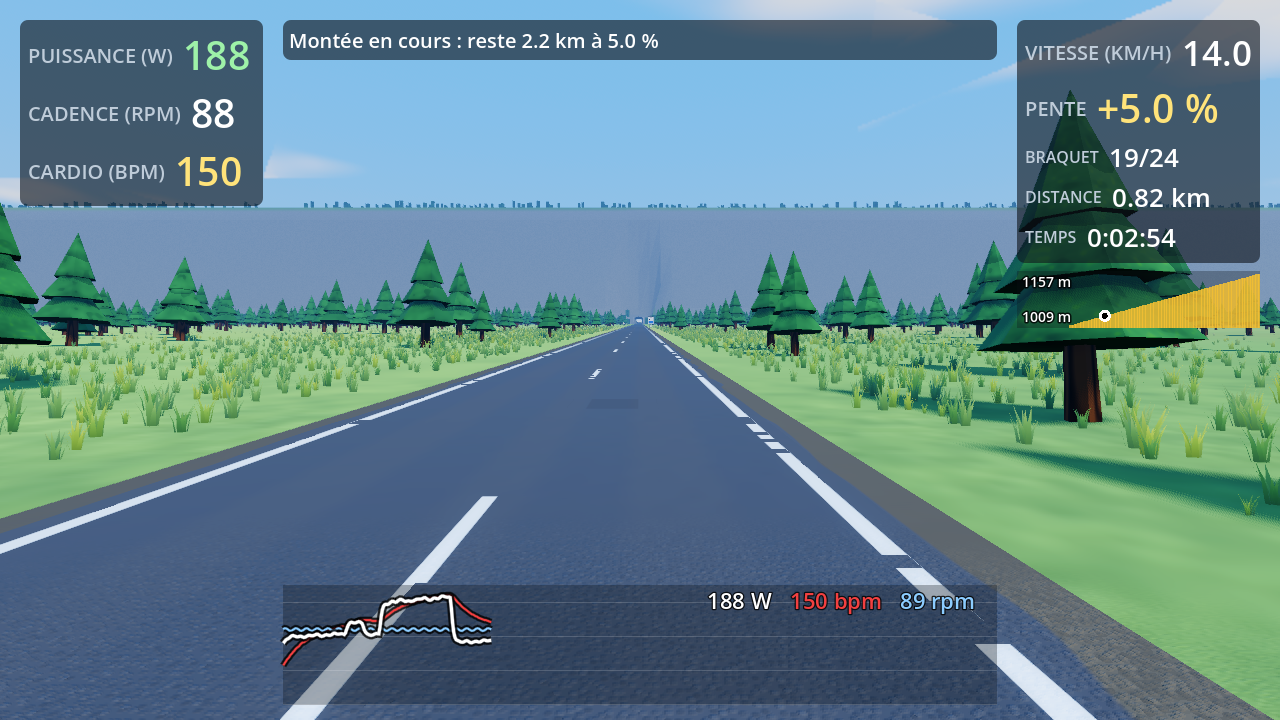 PUISSANCE (W) 188
CADENCE (RPM) 88
CARDIO (BPM) 150
Montée en cours : reste 2.2 km à 5.0 %
VITESSE (KM/H) 14.0
PENTE +5.0 %
BRAQUET 19/24
DISTANCE 0.82 km
TEMPS 0:02:54
1157 m
1009 m
188 W 150 bpm 89 rpm